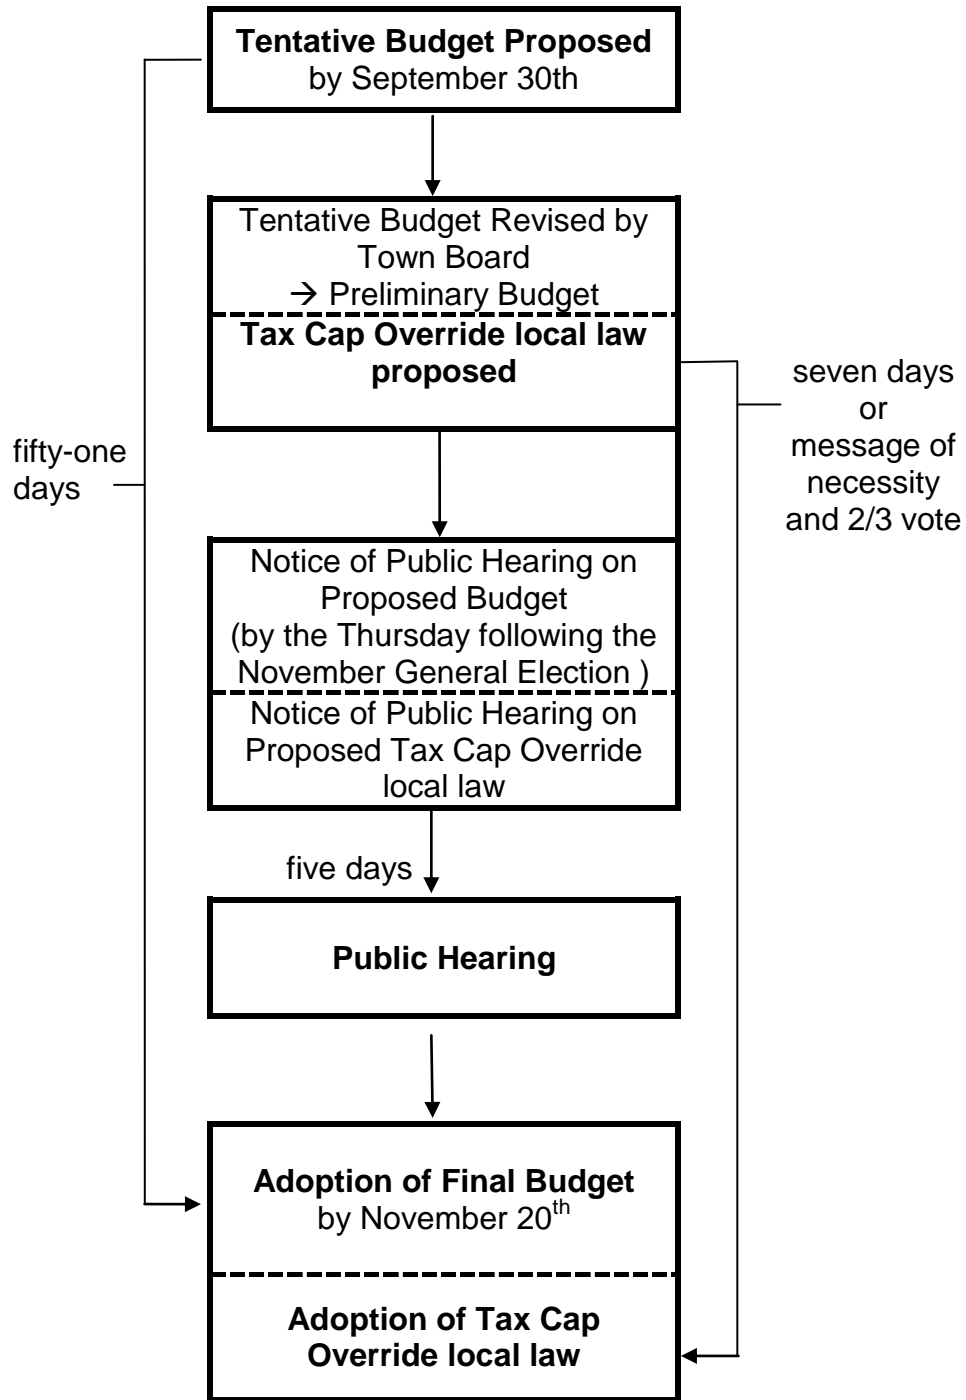 Tentative Budget Proposed
by September 30th
Tentative Budget Revised by
Town Board
→ Preliminary Budget
Tax Cap Override local law
proposed
seven days
or
message of
necessity
and 2/3 vote
fifty-one
days
Notice of Public Hearing on
Proposed Budget
(by the Thursday following the
November General Election )
Notice of Public Hearing on
Proposed Tax Cap Override
local law
five days
Public Hearing
Adoption of Final Budget
by November 20th
Adoption of Tax Cap
Override local law